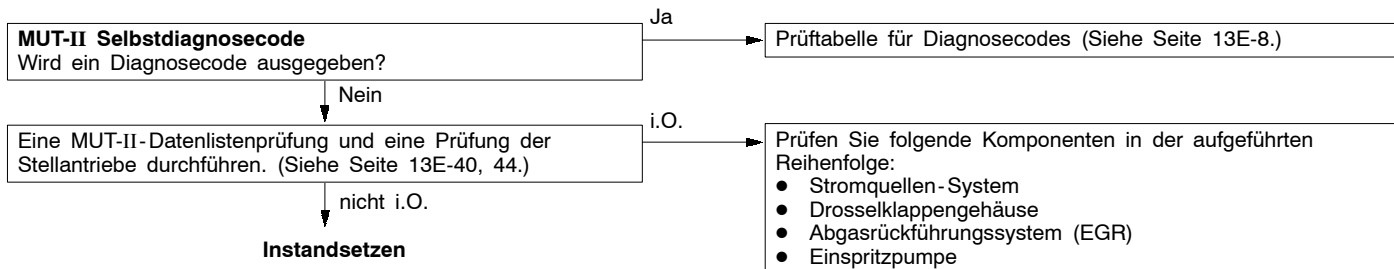 Ja
MUT-II Selbstdiagnosecode
Wird ein Diagnosecode ausgegeben?
Prüftabelle für Diagnosecodes (Siehe Seite 13E-8.)
Nein
i.O.
Eine MUT-II-Datenlistenprüfung und eine Prüfung der
Stellantriebe durchführen. (Siehe Seite 13E-40, 44.)
Prüfen Sie folgende Komponenten in der aufgeführten
Reihenfolge:
● Stromquellen-System
● Drosselklappengehäuse
● Abgasrückführungssystem (EGR)
● Einspritzpumpe
nicht i.O.
Instandsetzen